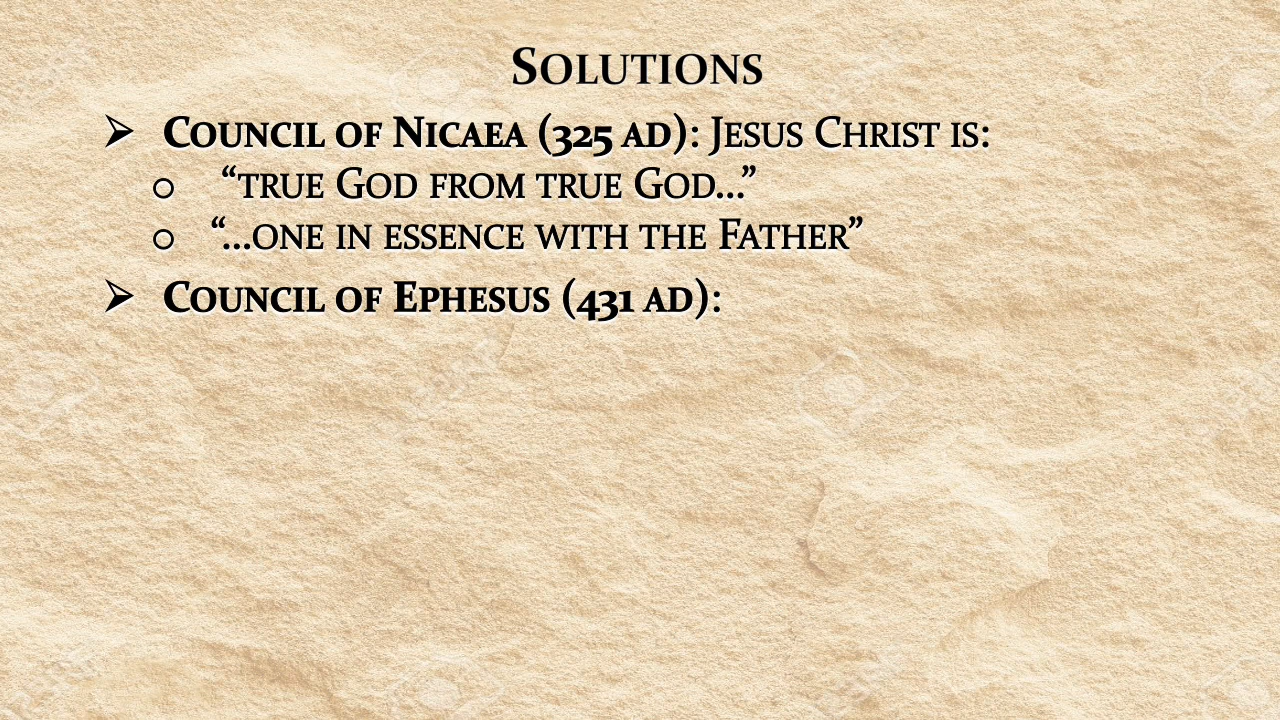 Solutions
➢ Council of Nicaea (325 ad): Jesus Christ is:
o “true God from true God...”
o “...one in essence with the Father”
➢ Council of Ephesus (431 ad):